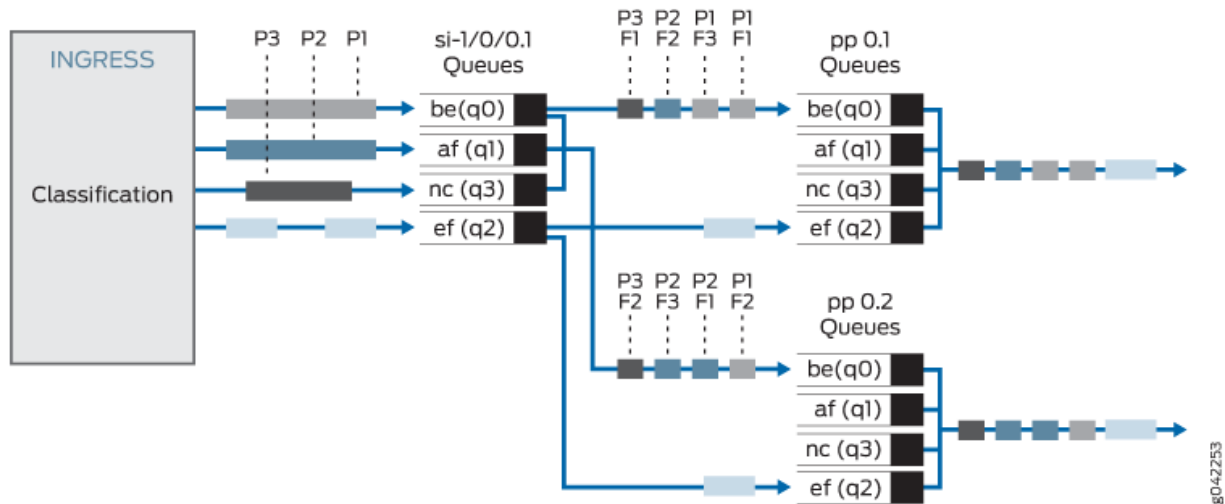 INGRESS
Classification
P3 P2 P1
si-1/0/0.1
Queues
be(q0)
af (q1)
nc (q3)
ef (q2)
P3 P2 P1 P1
F1 F2 F3 F1
pp 0.1
Queues
be(q0)
af (q1)
nc (q3)
ef (q2)
P3 P2 P2 P1
F2 F3 F1 F2
pp 0.2
Queues
be(q0)
af (q1)
nc (q3)
ef (q2)
g042253